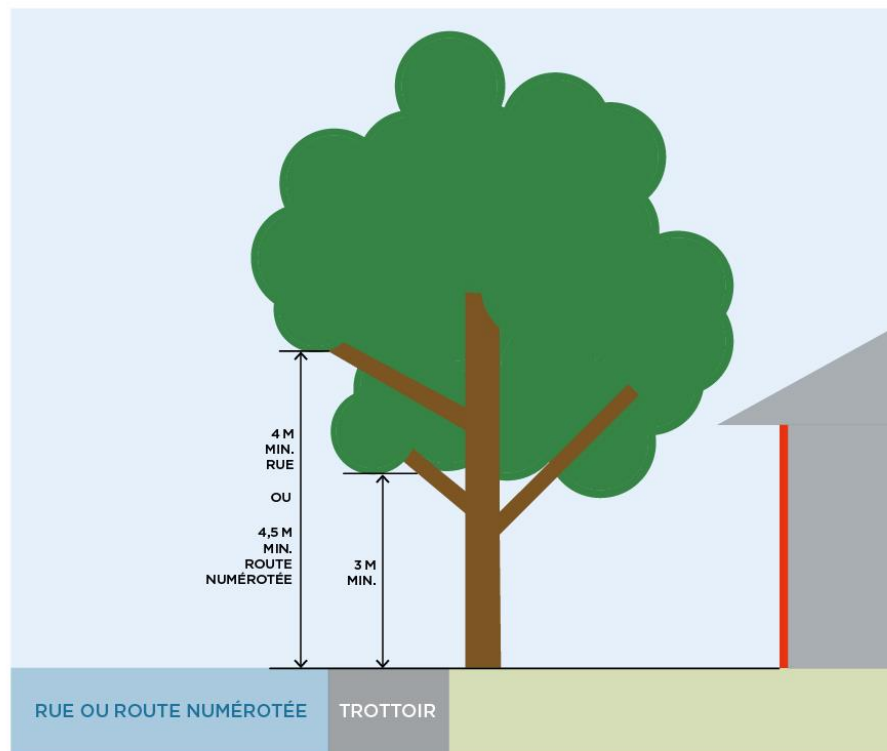 4 M
MIN.
RUE
OU
4,5 M
MIN.
ROUTE
NUMÉROTÉE
3 M
MIN.
RUE OU ROUTE NUMÉROTÉE
TROTTOIR